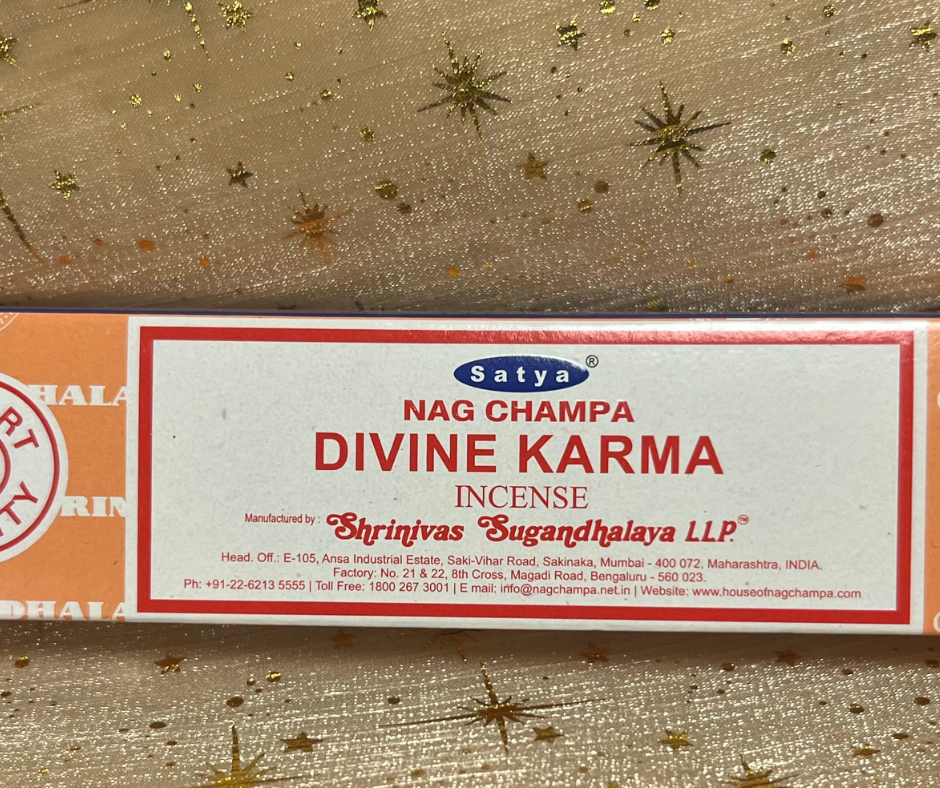 Satya®
NAG CHAMPA
DIVINE KARMA
INCENSE
Manufactured by : Shrinivas Sugandhalaya L.L.P.™
Head. Off.: E-105, Ansa Industrial Estate, Saki-Vihar Road, Sakinaka, Mumbai - 400 072, Maharashtra, INDIA.
Factory: No. 21 & 22, 8th Cross, Magadi Road, Bengaluru - 560 023.
Ph: +91-22-6213 5555 | Toll Free: 1800 267 3001 | E mail: info@nagchampa.net.in | Website: www.houseofnagchampa.com